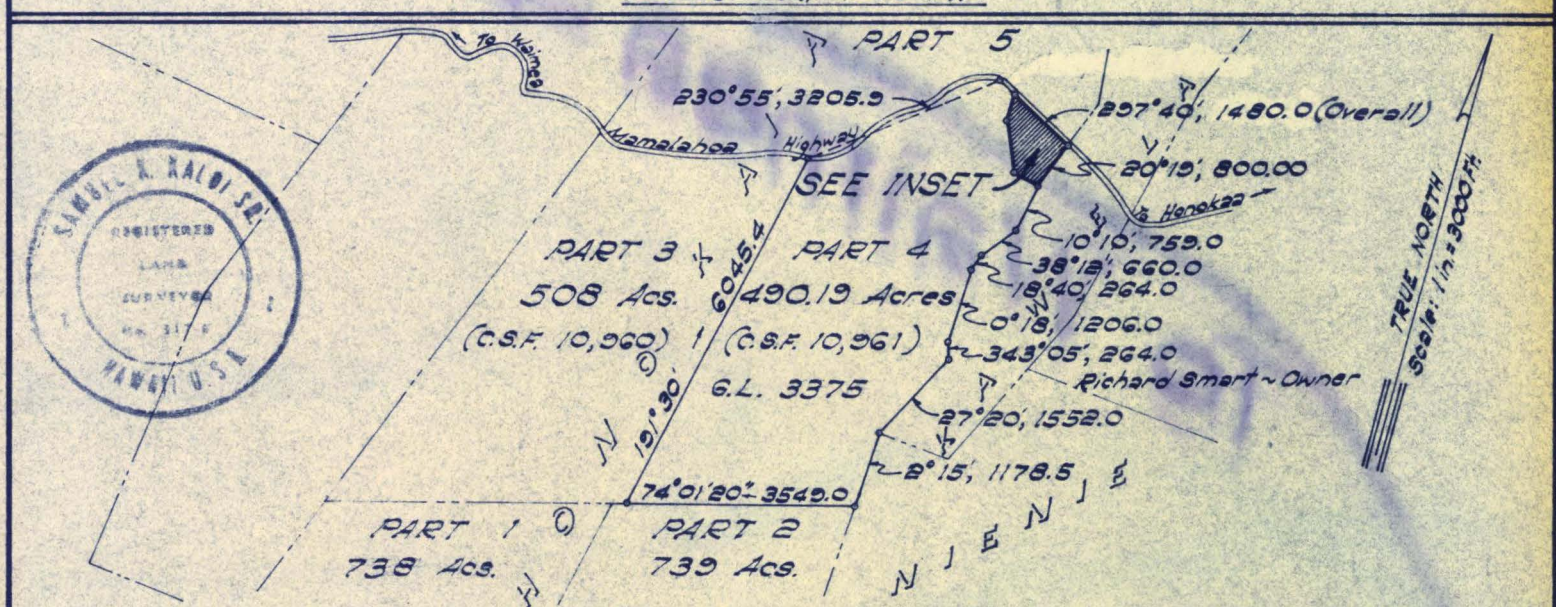 PART 5
To Waimea
230°55', 3205.9
297°40', 1480.0 (Overall)
Mamalahoa Highway
20°19', 800.00
SEE INSET
To Honokaa
10°10', 759.0
38°12', 660.0
18°40', 264.0
0°18', 1206.0
343°05', 264.0
Richard Smart ~ Owner
27°20', 1552.0
2°15', 1178.5
PART 3
508 Acs.
(C.S.F. 10,960)
PART 4
490.19 Acres
(C.S.F. 10,961)
G.L. 3375
191°30'
6045.4
74°01'20" - 3549.0
PART 1
738 Acs.
PART 2
739 Acs.
NIENIE
TRUE NORTH
Scale: 1 in. = 3000 Ft.
REGISTERED
LAND
SURVEYOR
HAWAII U.S.A.